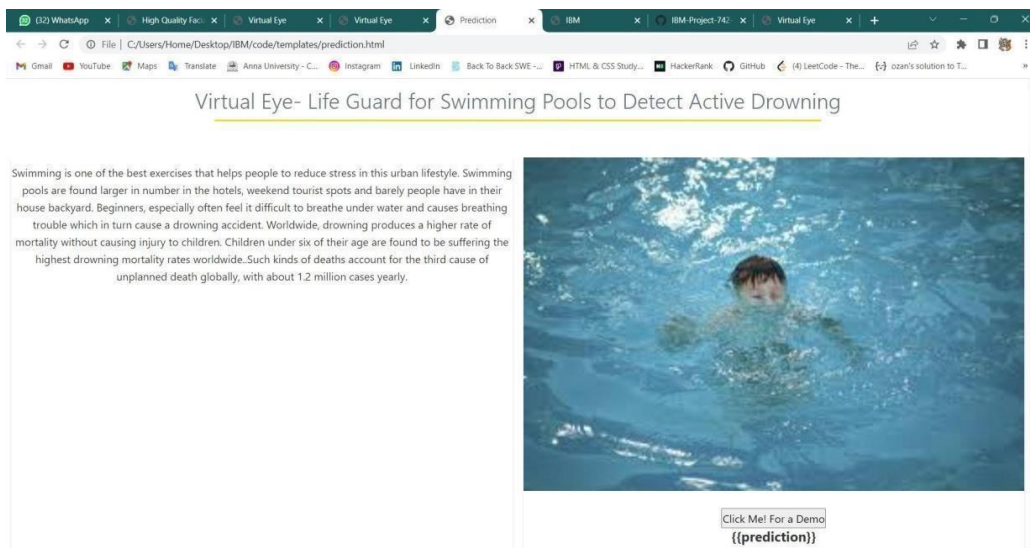 (32) WhatsApp
High Quality Faci
Virtual Eye
Virtual Eye
Prediction
IBM
IBM-Project-742
Virtual Eye
File | C:/Users/Home/Desktop/IBM/code/templates/prediction.html
Gmail
YouTube
Maps
Translate
Anna University - C...
Instagram
LinkedIn
Back To Back SWE -...
HTML & CSS Study...
HackerRank
GitHub
(4) LeetCode - The...
ozan's solution to T...
Virtual Eye- Life Guard for Swimming Pools to Detect Active Drowning
Swimming is one of the best exercises that helps people to reduce stress in this urban lifestyle. Swimming
pools are found larger in number in the hotels, weekend tourist spots and barely people have in their
house backyard. Beginners, especially often feel it difficult to breathe under water and causes breathing
trouble which in turn cause a drowning accident. Worldwide, drowning produces a higher rate of
mortality without causing injury to children. Children under six of their age are found to be suffering the
highest drowning mortality rates worldwide..Such kinds of deaths account for the third cause of
unplanned death globally, with about 1.2 million cases yearly.
Click Me! For a Demo
{{prediction}}